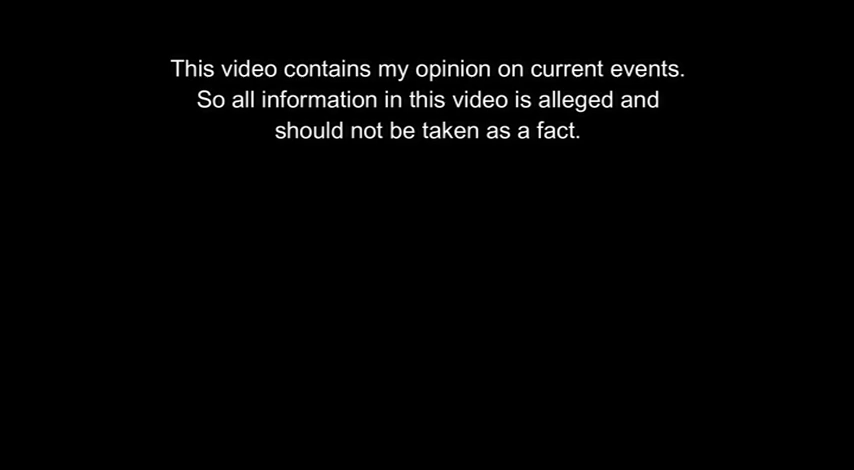 This video contains my opinion on current events.
So all information in this video is alleged and
should not be taken as a fact.